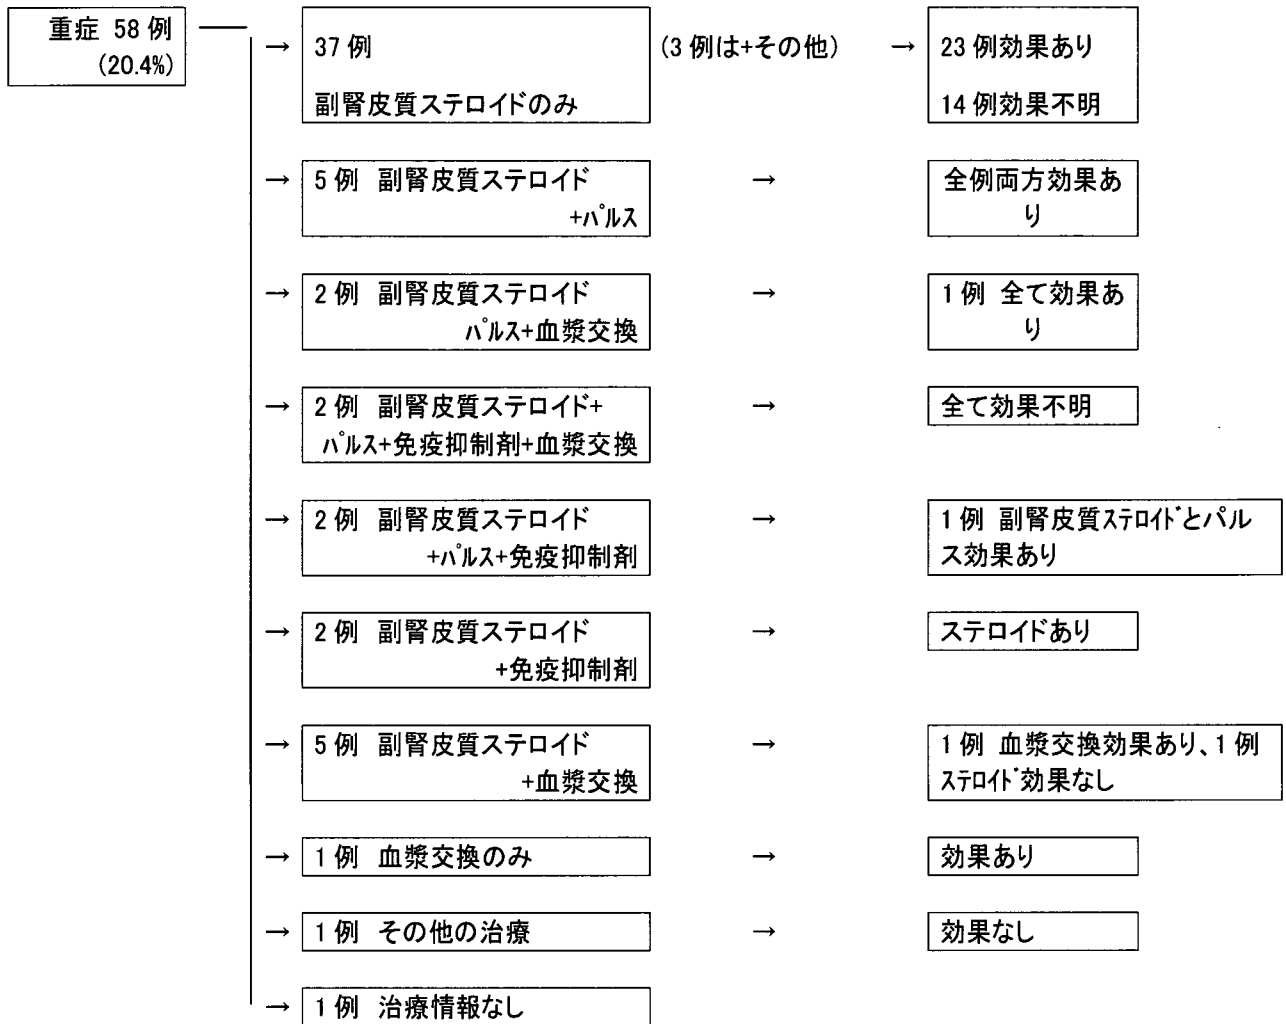 重症 58 例
(20.4%)
→ 37 例 (3 例は+その他) → 23 例効果あり
副腎皮質ステロイドのみ 14 例効果不明
→ 5 例 副腎皮質ステロイド → 全例両方効果あ
+パルス り
→ 2 例 副腎皮質ステロイド → 1 例 全て効果あ
パルス+血漿交換 り
→ 2 例 副腎皮質ステロイド+ → 全て効果不明
パルス+免疫抑制剤+血漿交換
→ 2 例 副腎皮質ステロイド → 1 例 副腎皮質ステロイドとパル
+パルス+免疫抑制剤 ス効果あり
→ 2 例 副腎皮質ステロイド → ステロイドあり
+免疫抑制剤
→ 5 例 副腎皮質ステロイド → 1 例 血漿交換効果あり、1 例
+血漿交換 ステロイド効果なし
→ 1 例 血漿交換のみ → 効果あり
→ 1 例 その他の治療 → 効果なし
→ 1 例 治療情報なし